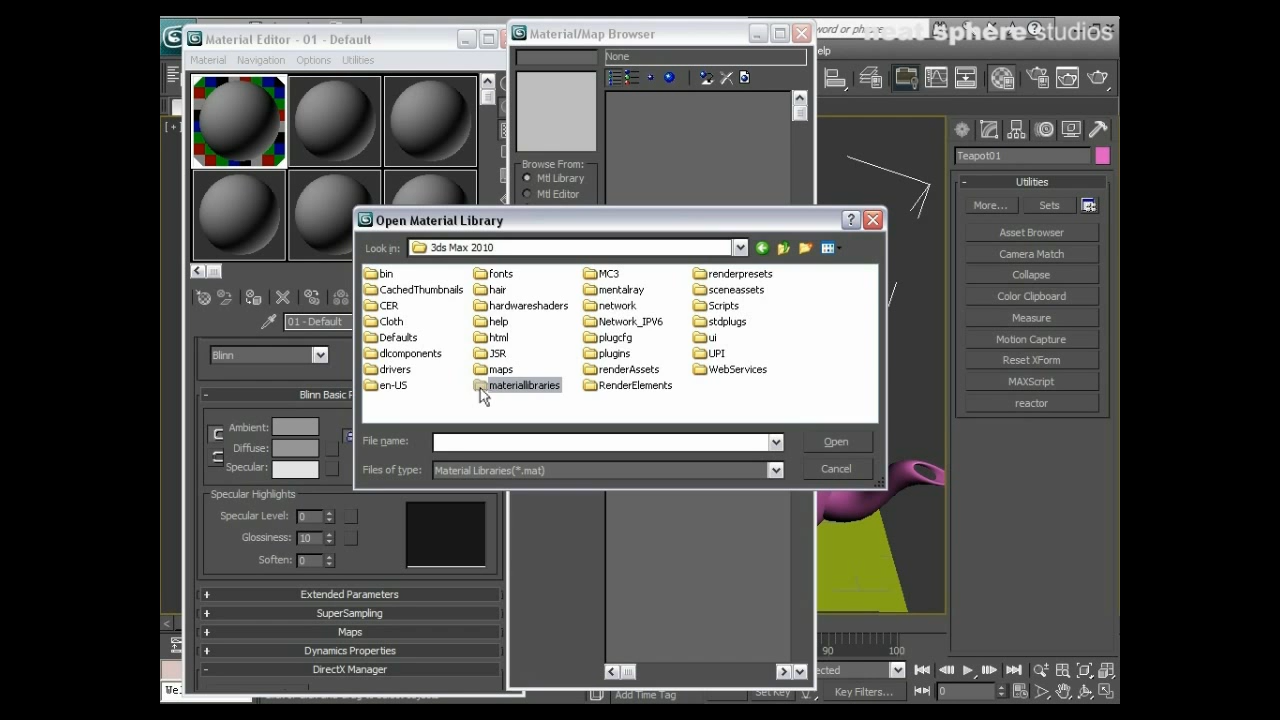 Material Editor - 01 - Default
Material Navigation Options Utilities
Material/Map Browser
None
word or phrase
sphere studios
Help
Browse From:
Mtl Library
Mtl Editor
Teapot01
Utilities
More... Sets
Asset Browser
Camera Match
Collapse
Color Clipboard
Measure
Motion Capture
Reset XForm
MAXScript
reactor
Open Material Library
Look in: 3ds Max 2010
bin fonts MC3 renderpresets
CachedThumbnails hair mentalray sceneassets
CER hardwareshaders network Scripts
Cloth help Network_IPV6 stdplugs
Defaults html plugcfg ui
dlcomponents JSR plugins UPI
drivers maps renderAssets WebServices
en-US materiallibraries RenderElements
File name: Open
Files of type: Material Libraries(*.mat) Cancel
01 - Default
Blinn
Blinn Basic P
Ambient:
Diffuse:
Specular:
Specular Highlights
Specular Level: 0
Glossiness: 10
Soften: 0
+ Extended Parameters
+ SuperSampling
+ Maps
+ Dynamics Properties
- DirectX Manager
90 100
Add Time Tag
Set Key
Key Filters...
0